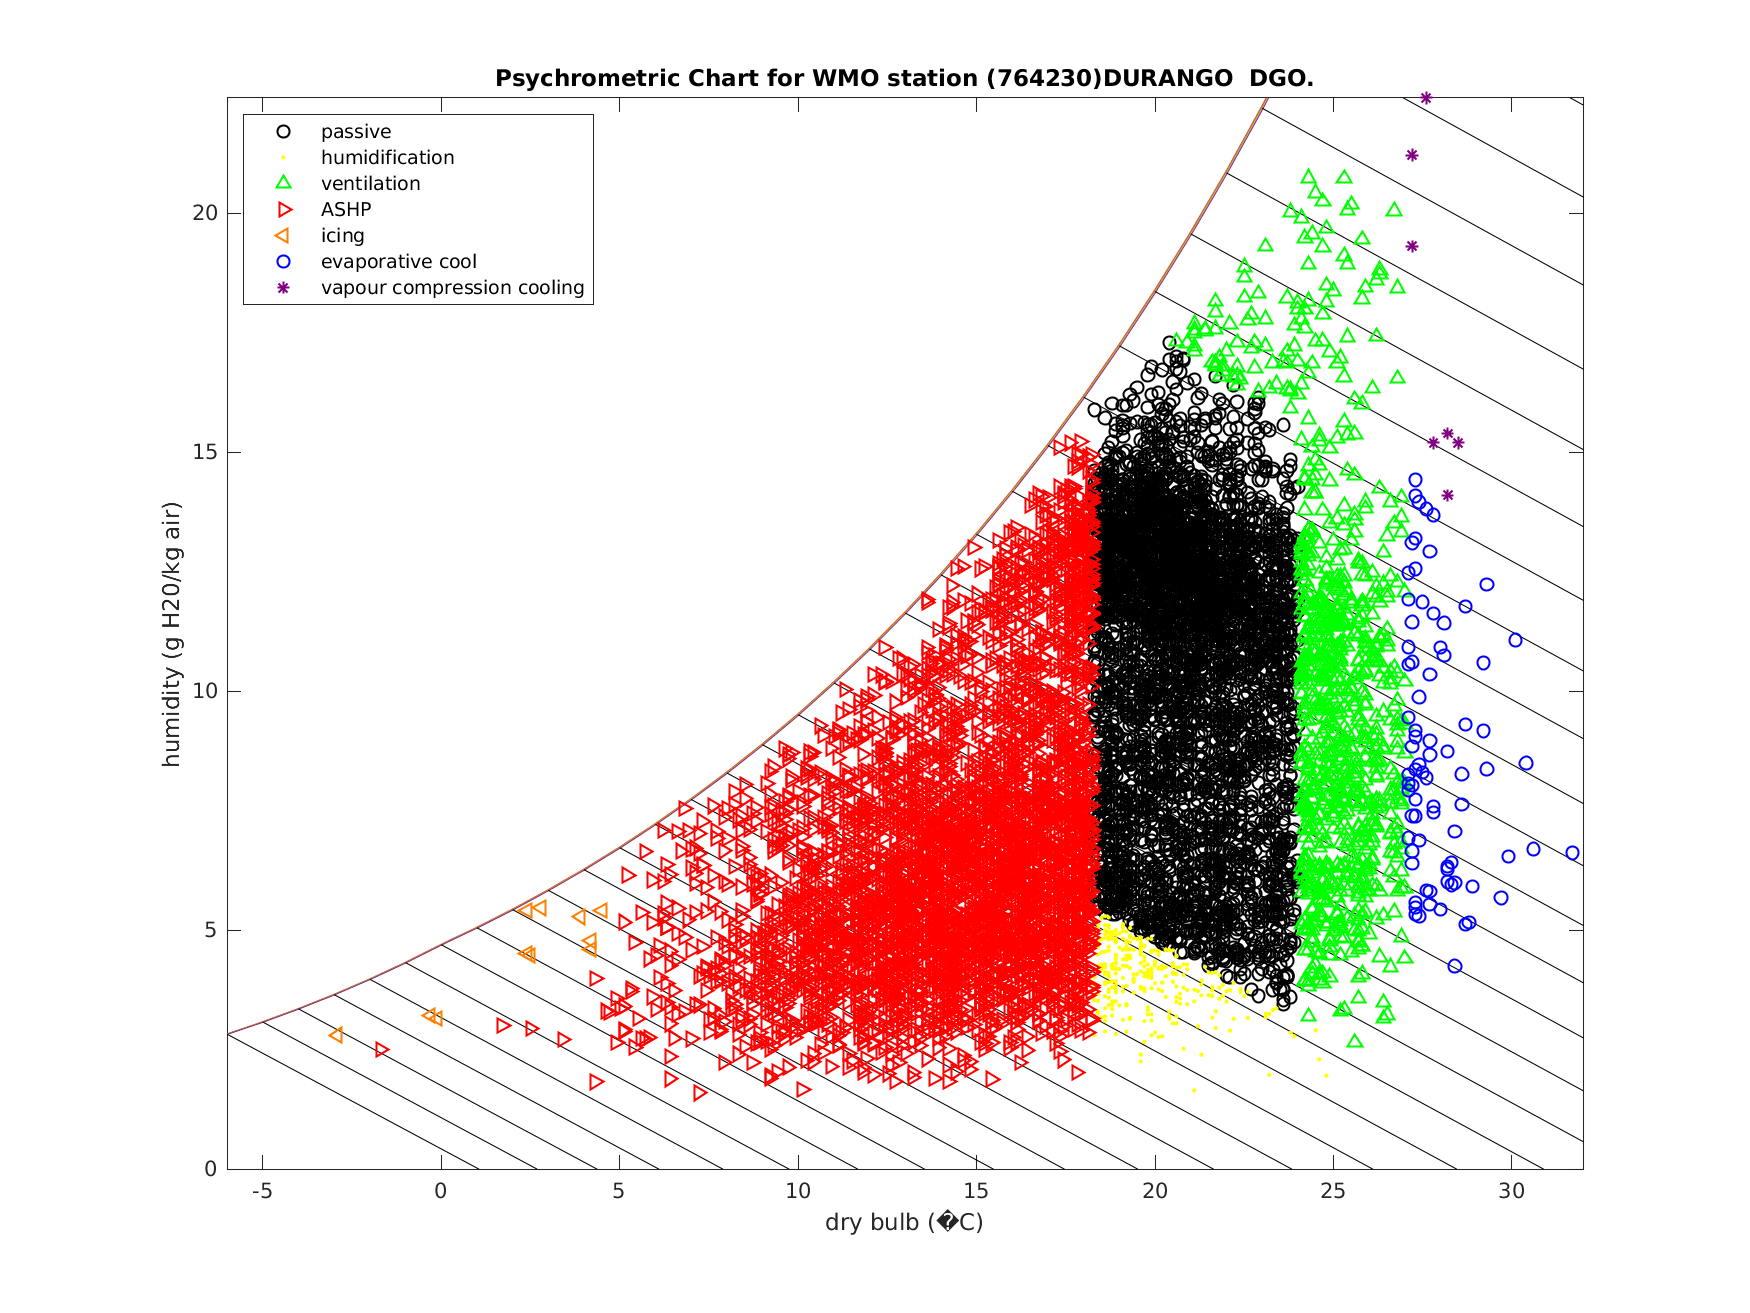 Psychrometric Chart for WMO station (764230)DURANGO  DGO.
passive
humidification
ventilation
ASHP
icing
evaporative cool
vapour compression cooling
humidity (g H20/kg air)
20
15
10
5
0
-5
0
5
10
15
20
25
30
dry bulb (�C)